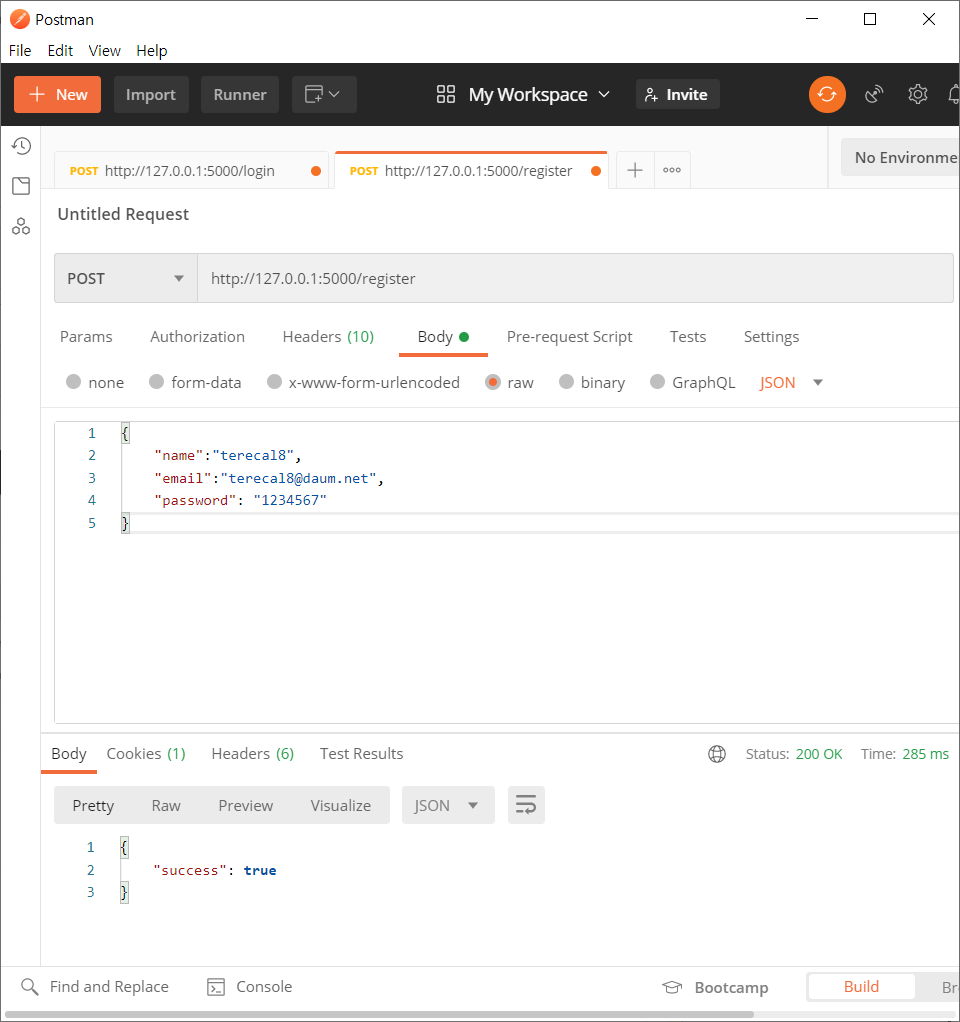 Postman
File Edit View Help
New Import Runner My Workspace Invite
POST http://127.0.0.1:5000/login POST http://127.0.0.1:5000/register No Environme
Untitled Request
POST http://127.0.0.1:5000/register
Params Authorization Headers (10) Body Pre-request Script Tests Settings
none form-data x-www-form-urlencoded raw binary GraphQL JSON
1 {
2 "name":"terecal8",
3 "email":"terecal8@daum.net",
4 "password": "1234567"
5 }
Body Cookies (1) Headers (6) Test Results Status: 200 OK Time: 285 ms
Pretty Raw Preview Visualize JSON
1 {
2 "success": true
3 }
Find and Replace Console Bootcamp Build Br